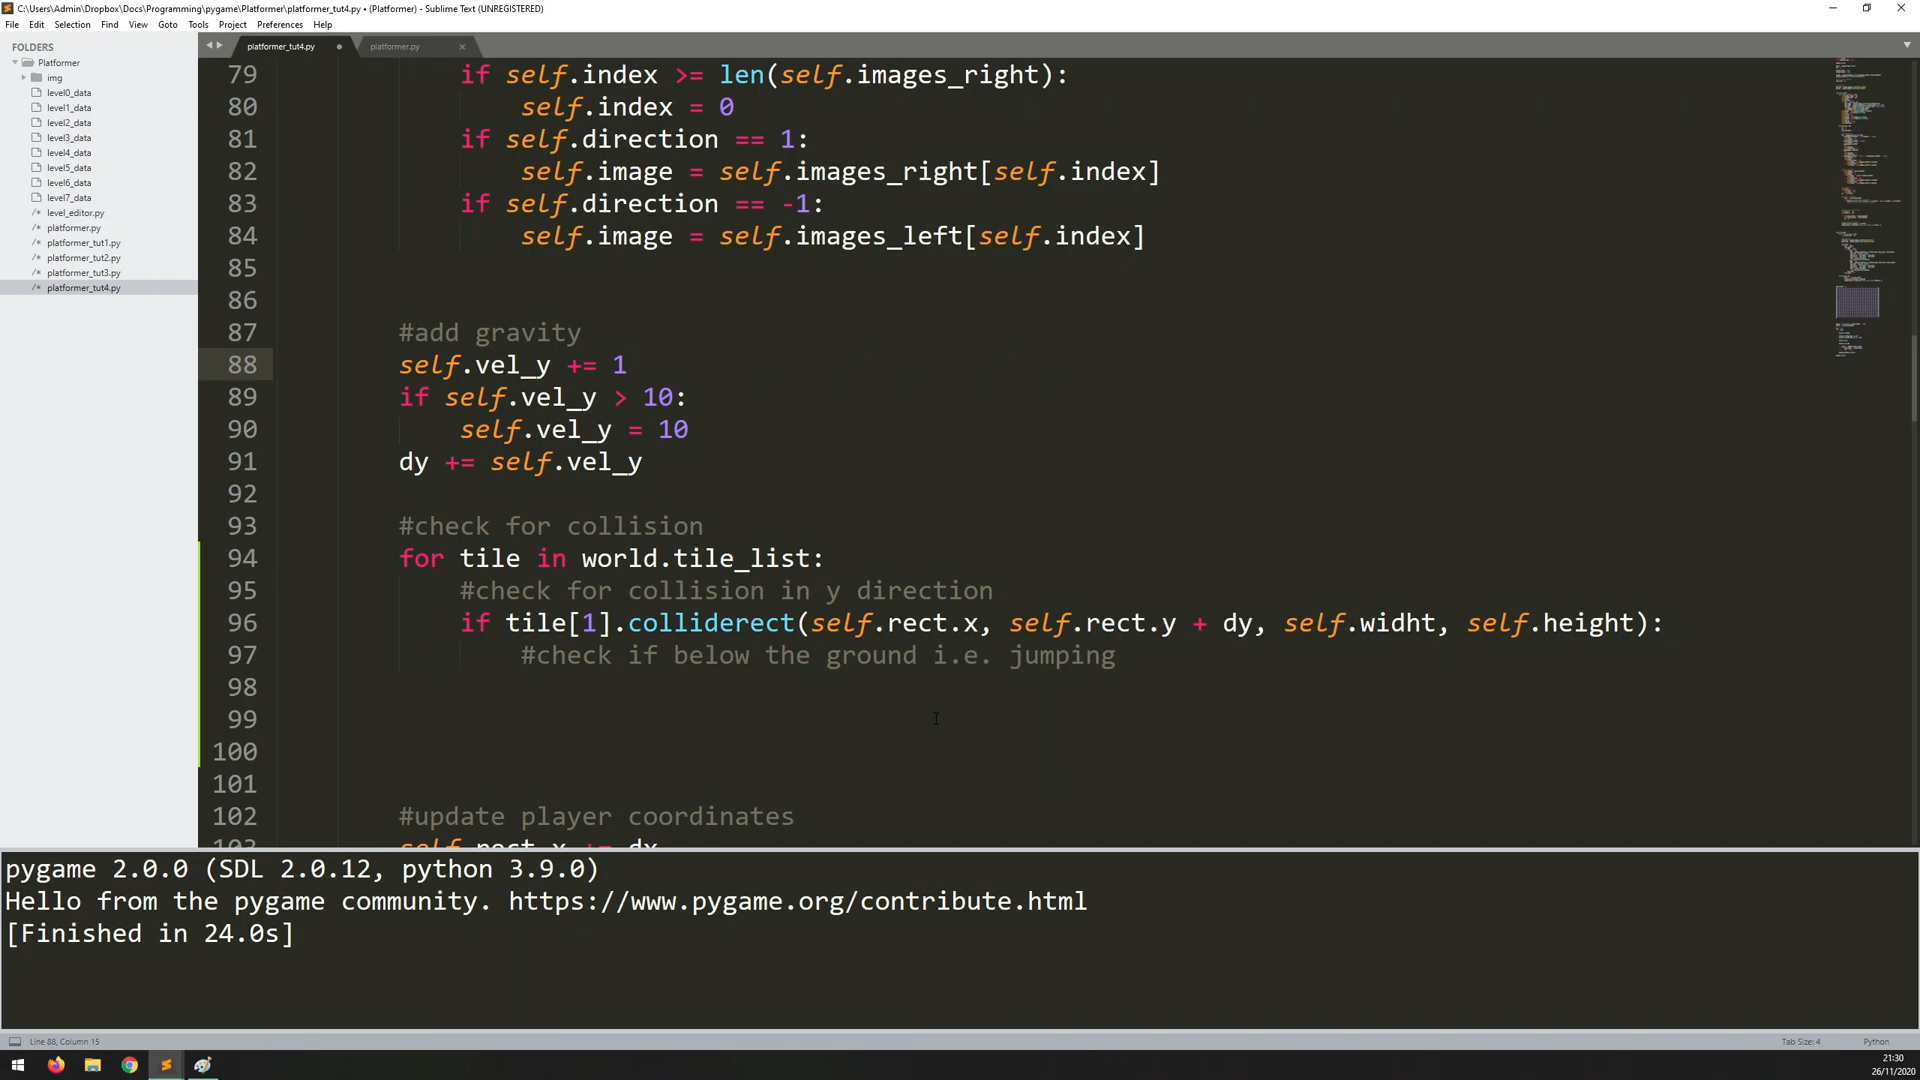 C:\Users\Admin\Dropbox\Docs\Programming\pygame\Platformer\platformer_tut4.py • (Platformer) - Sublime Text (UNREGISTERED)
File Edit Selection Find View Goto Tools Project Preferences Help
FOLDERS
Platformer
img
level0_data
level1_data
level2_data
level3_data
level4_data
level5_data
level6_data
level7_data
level_editor.py
platformer.py
platformer_tut1.py
platformer_tut2.py
platformer_tut3.py
platformer_tut4.py
platformer_tut4.py platformer.py
79 if self.index >= len(self.images_right):
80 self.index = 0
81 if self.direction == 1:
82 self.image = self.images_right[self.index]
83 if self.direction == -1:
84 self.image = self.images_left[self.index]
85
86
87 #add gravity
88 self.vel_y += 1
89 if self.vel_y > 10:
90 self.vel_y = 10
91 dy += self.vel_y
92
93 #check for collision
94 for tile in world.tile_list:
95 #check for collision in y direction
96 if tile[1].colliderect(self.rect.x, self.rect.y + dy, self.widht, self.height):
97 #check if below the ground i.e. jumping
98
99
100
101
102 #update player coordinates
103 self.rect.x += dx
pygame 2.0.0 (SDL 2.0.12, python 3.9.0)
Hello from the pygame community. https://www.pygame.org/contribute.html
[Finished in 24.0s]
Line 88, Column 15
Tab Size: 4 Python
21:30
26/11/2020